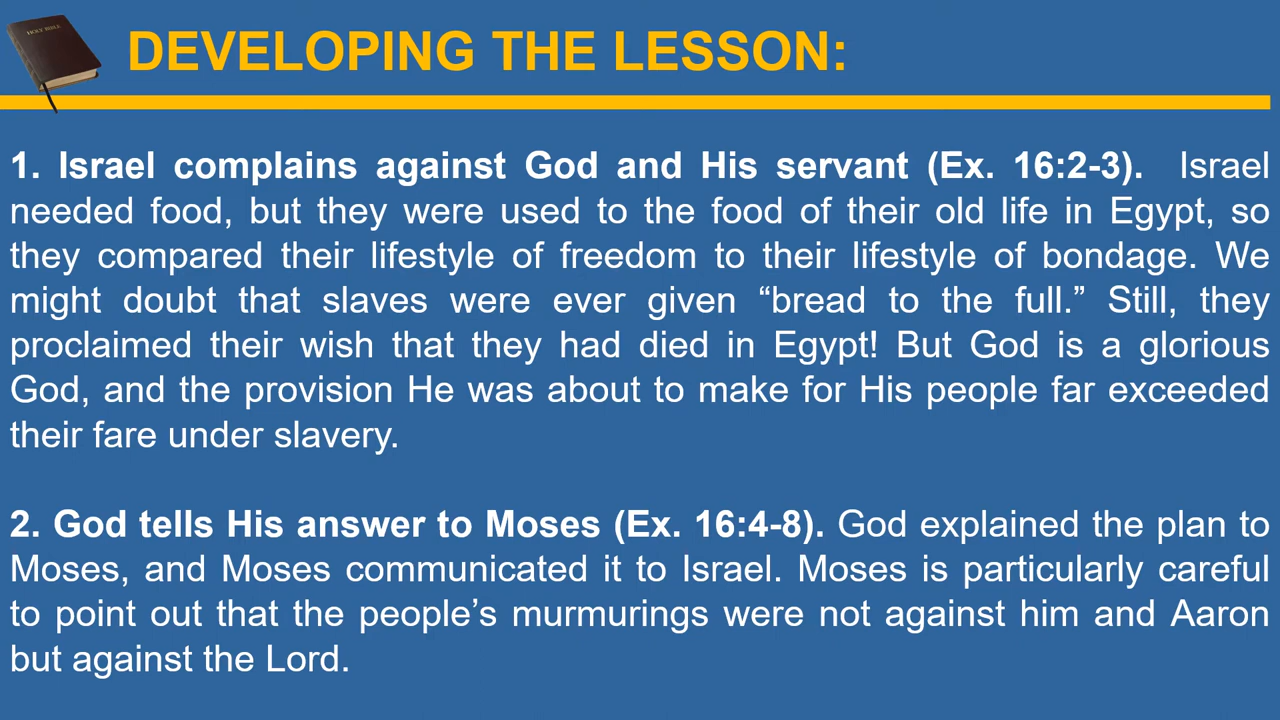 HOLY BIBLE
DEVELOPING THE LESSON:
1. Israel complains against God and His servant (Ex. 16:2-3). Israel
needed food, but they were used to the food of their old life in Egypt, so
they compared their lifestyle of freedom to their lifestyle of bondage. We
might doubt that slaves were ever given “bread to the full.” Still, they
proclaimed their wish that they had died in Egypt! But God is a glorious
God, and the provision He was about to make for His people far exceeded
their fare under slavery.
2. God tells His answer to Moses (Ex. 16:4-8). God explained the plan to
Moses, and Moses communicated it to Israel. Moses is particularly careful
to point out that the people’s murmurings were not against him and Aaron
but against the Lord.